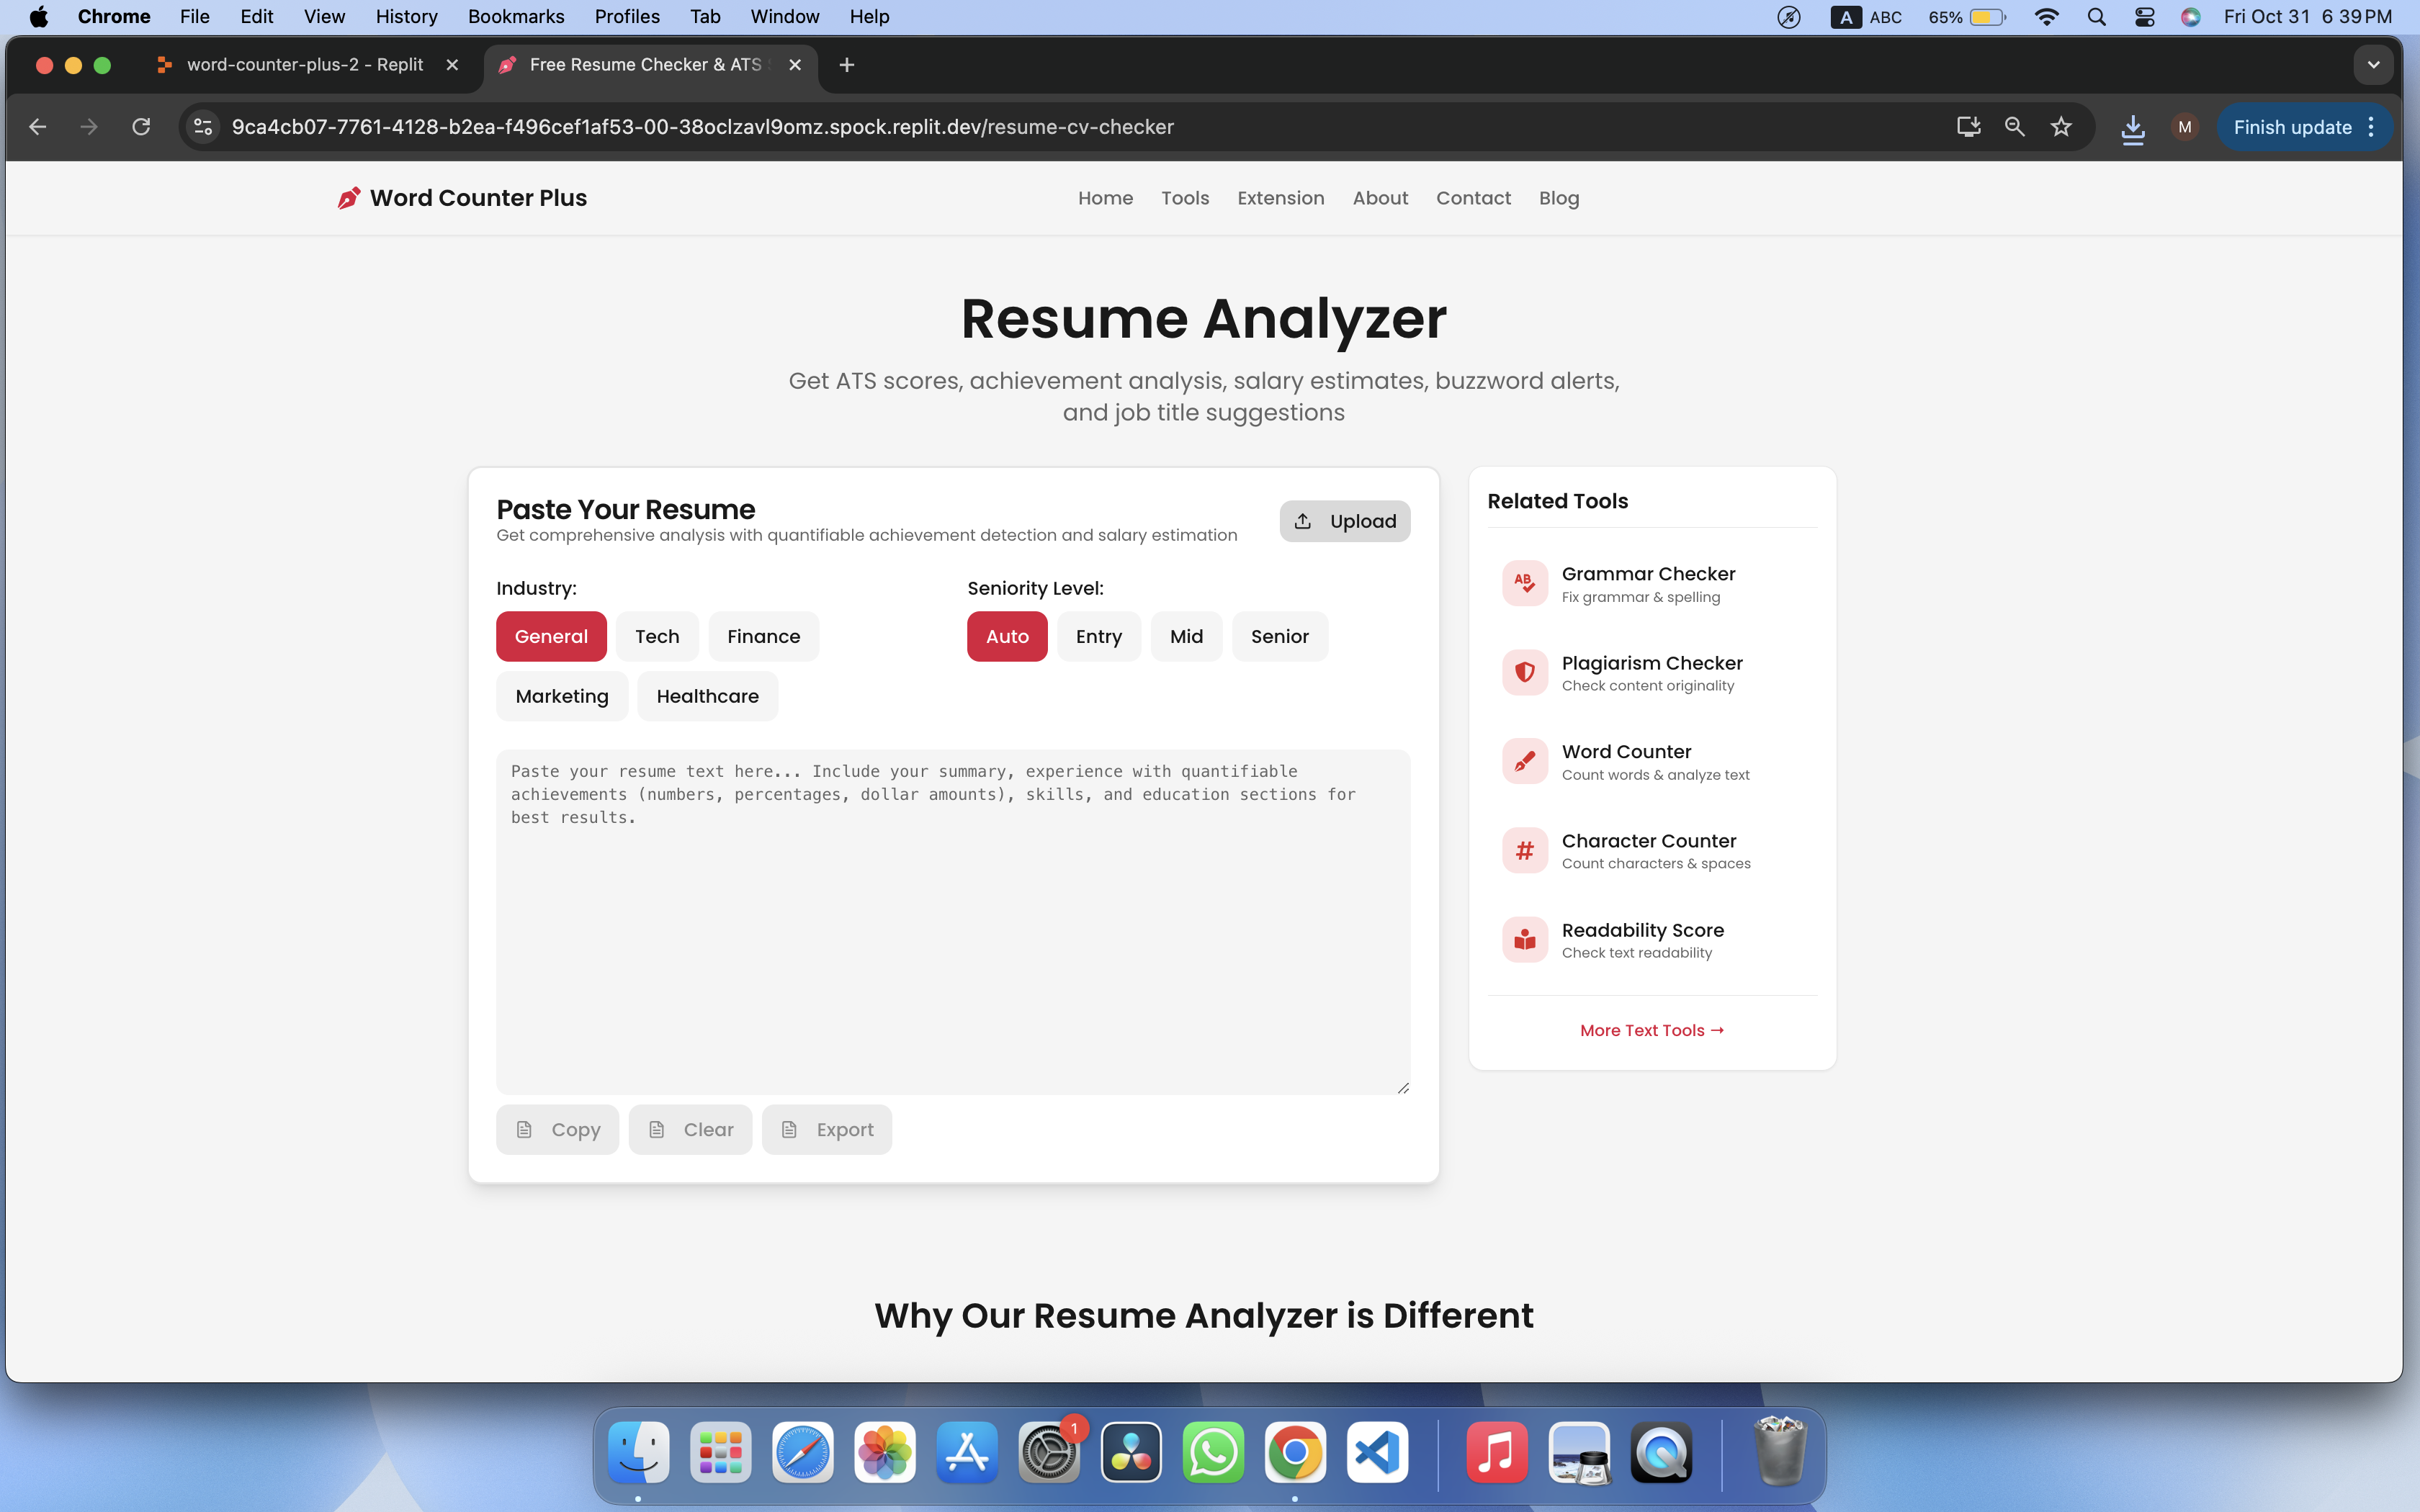 Chrome File Edit View History Bookmarks Profiles Tab Window Help A ABC 65% Fri Oct 31 6:39 PM
word-counter-plus-2 - Replit Free Resume Checker & ATS
9ca4cb07-7761-4128-b2ea-f496cef1af53-00-38oclzavl9omz.spock.replit.dev/resume-cv-checker M Finish update
Word Counter Plus Home Tools Extension About Contact Blog
Resume Analyzer
Get ATS scores, achievement analysis, salary estimates, buzzword alerts,
and job title suggestions
Paste Your Resume
Get comprehensive analysis with quantifiable achievement detection and salary estimation
Upload
Industry:
General Tech Finance
Marketing Healthcare
Seniority Level:
Auto Entry Mid Senior
Paste your resume text here... Include your summary, experience with quantifiable
achievements (numbers, percentages, dollar amounts), skills, and education sections for
best results.
Copy Clear Export
Related Tools
AB
Grammar Checker
Fix grammar & spelling
Plagiarism Checker
Check content originality
Word Counter
Count words & analyze text
#
Character Counter
Count characters & spaces
Readability Score
Check text readability
More Text Tools →
Why Our Resume Analyzer is Different
1